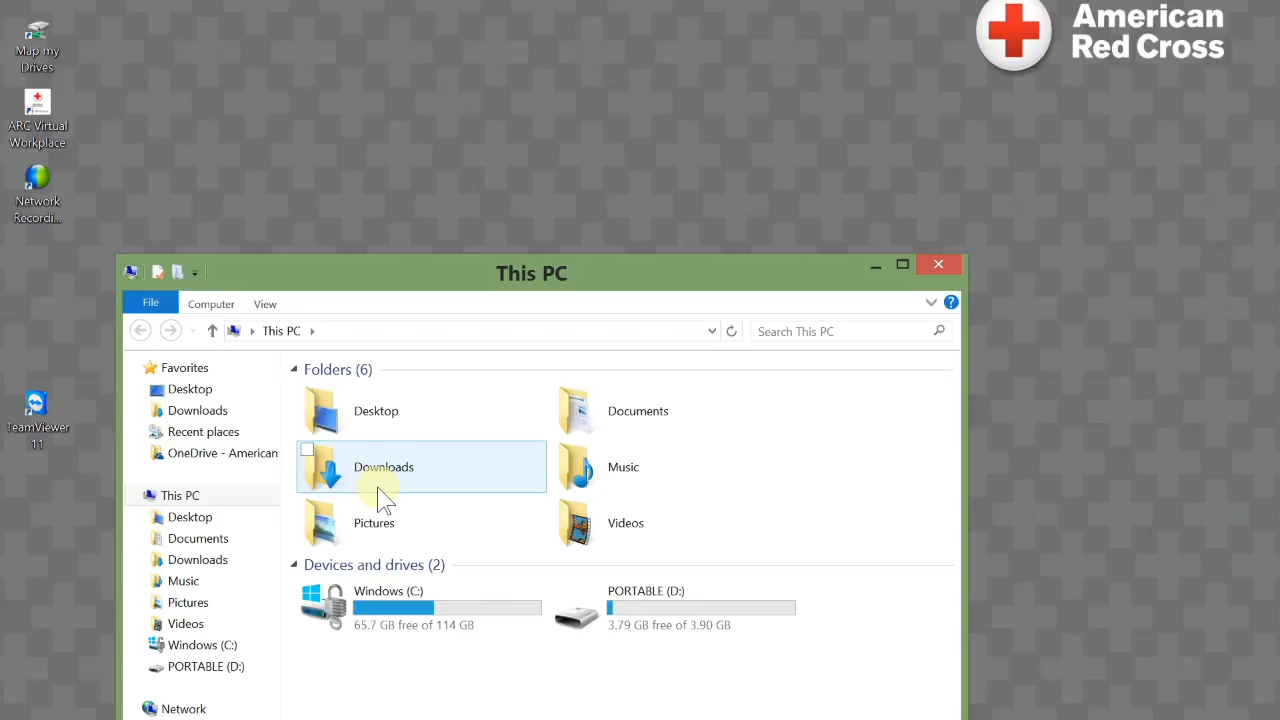 American
Red Cross
Map my
Drives
ARC Virtual
Workplace
Network
Recordi...
TeamViewer
11
This PC
File
Computer
View
This PC
Search This PC
Favorites
Desktop
Downloads
Recent places
OneDrive - American
This PC
Desktop
Documents
Downloads
Music
Pictures
Videos
Windows (C:)
PORTABLE (D:)
Network
Folders (6)
Desktop
Documents
Downloads
Music
Pictures
Videos
Devices and drives (2)
Windows (C:)
65.7 GB free of 114 GB
PORTABLE (D:)
3.79 GB free of 3.90 GB